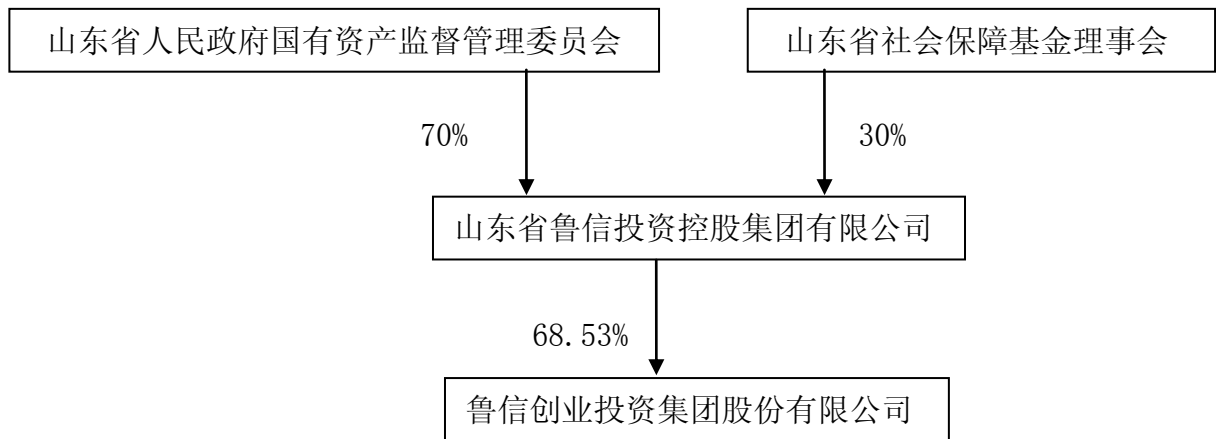 山东省人民政府国有资产监督管理委员会
山东省社会保障基金理事会
70%
30%
山东省鲁信投资控股集团有限公司
68.53%
鲁信创业投资集团股份有限公司